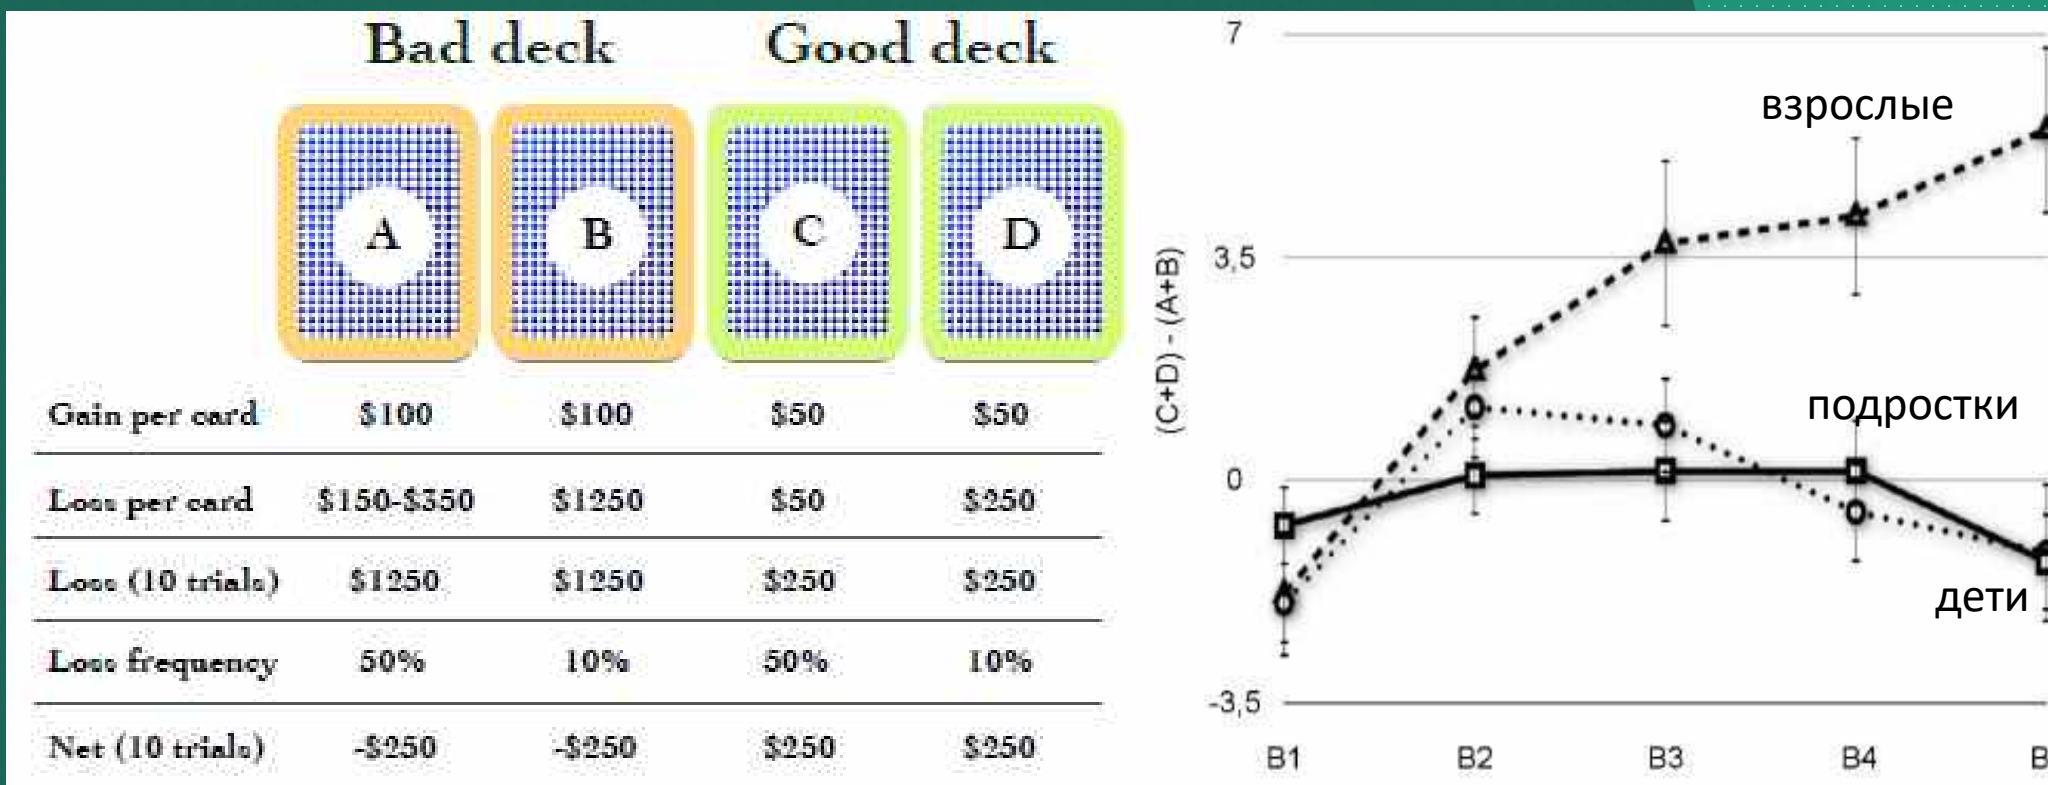 Bad deck Good deck
A B C D
Gain per card $100 $100 $50 $50
Loss per card $150-$350 $1250 $50 $250
Loss (10 trials) $1250 $1250 $250 $250
Loss frequency 50% 10% 50% 10%
Net (10 trials) -$250 -$250 $250 $250
7
взрослые
3,5
(C+D) - (A+B)
подростки
0
дети
-3,5
B1 B2 B3 B4 B